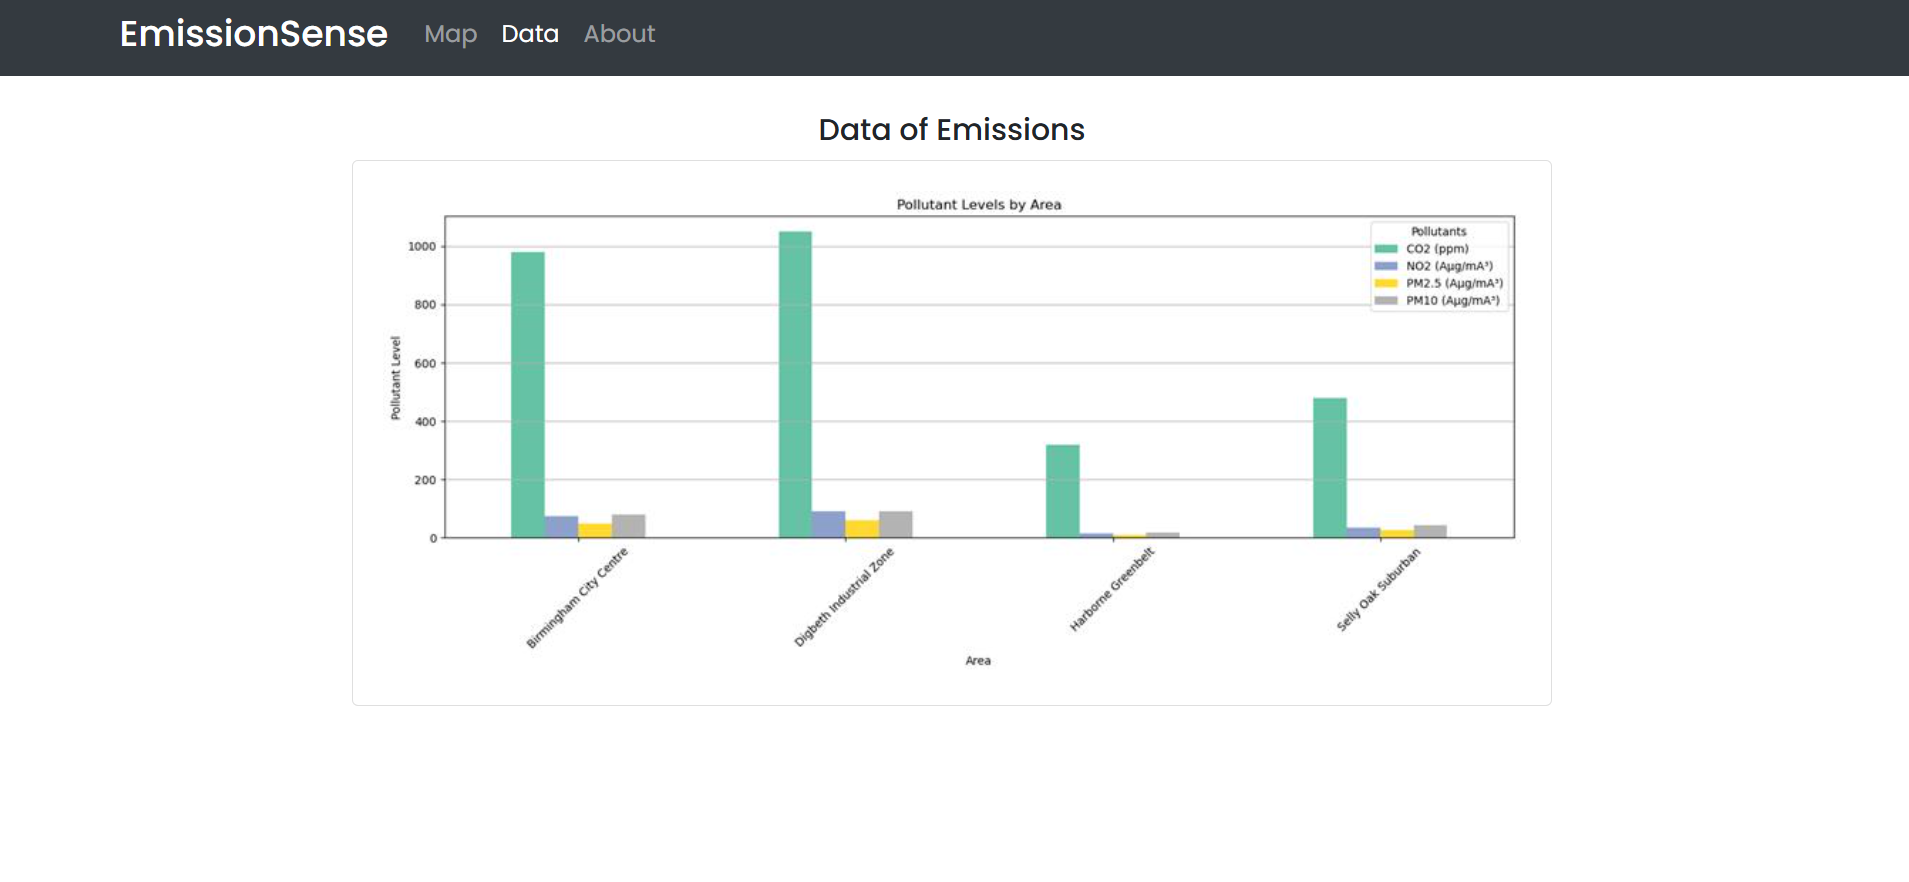 EmissionSense Map Data About
Data of Emissions
Pollutant Levels by Area
Pollutants
CO2 (ppm)
NO2 (Aµg/mA³)
PM2.5 (Aµg/mA³)
PM10 (Aµg/mA³)
Pollutant Level
1000
800
600
400
200
0
Birmingham City Centre
Digbeth Industrial Zone
Harborne Greenbelt
Selly Oak Suburban
Area